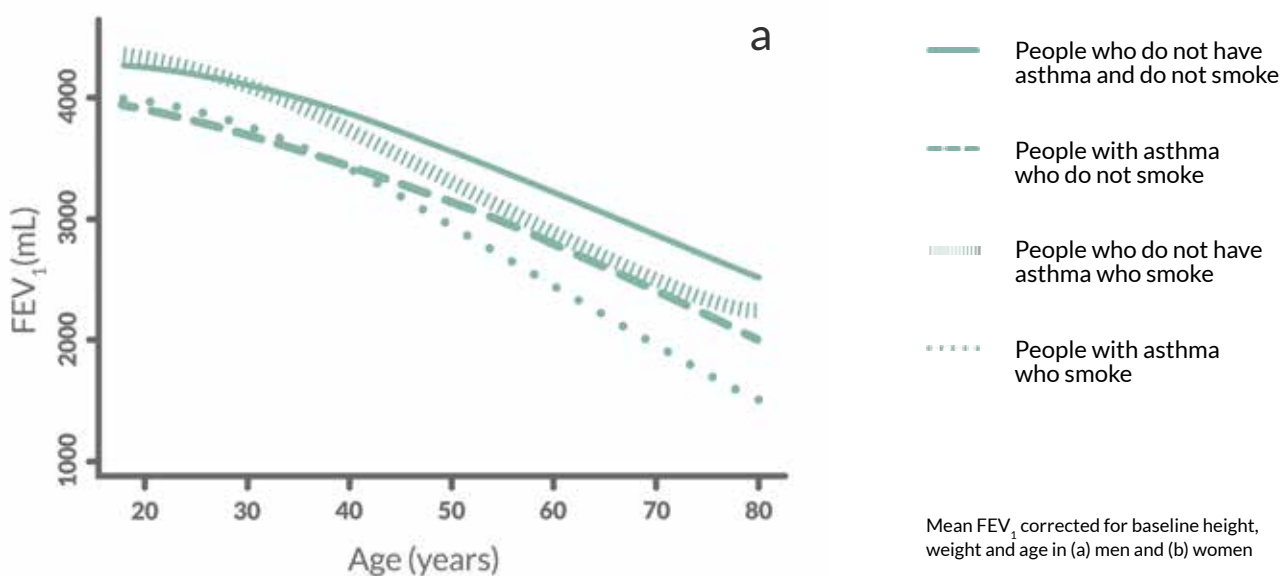 a
4000
3000
2000
1000
FEV1(mL)
20 30 40 50 60 70 80
Age (years)
People who do not have
asthma and do not smoke
People with asthma
who do not smoke
People who do not have
asthma who smoke
People with asthma
who smoke
Mean FEV1 corrected for baseline height,
weight and age in (a) men and (b) women